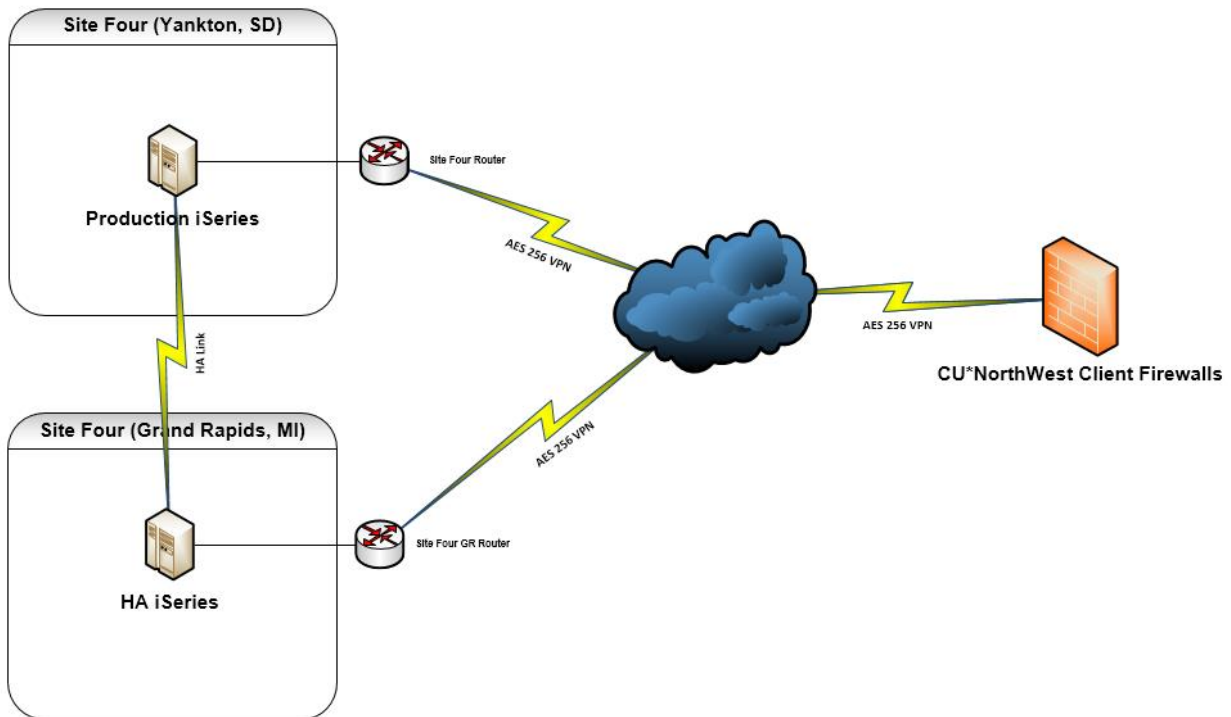 Site Four (Yankton, SD)
Site Four Router
Production iSeries
AES 256 VPN
AES 256 VPN
HA Link
CU*NorthWest Client Firewalls
Site Four (Grand Rapids, MI)
AES 256 VPN
Site Four GR Router
HA iSeries